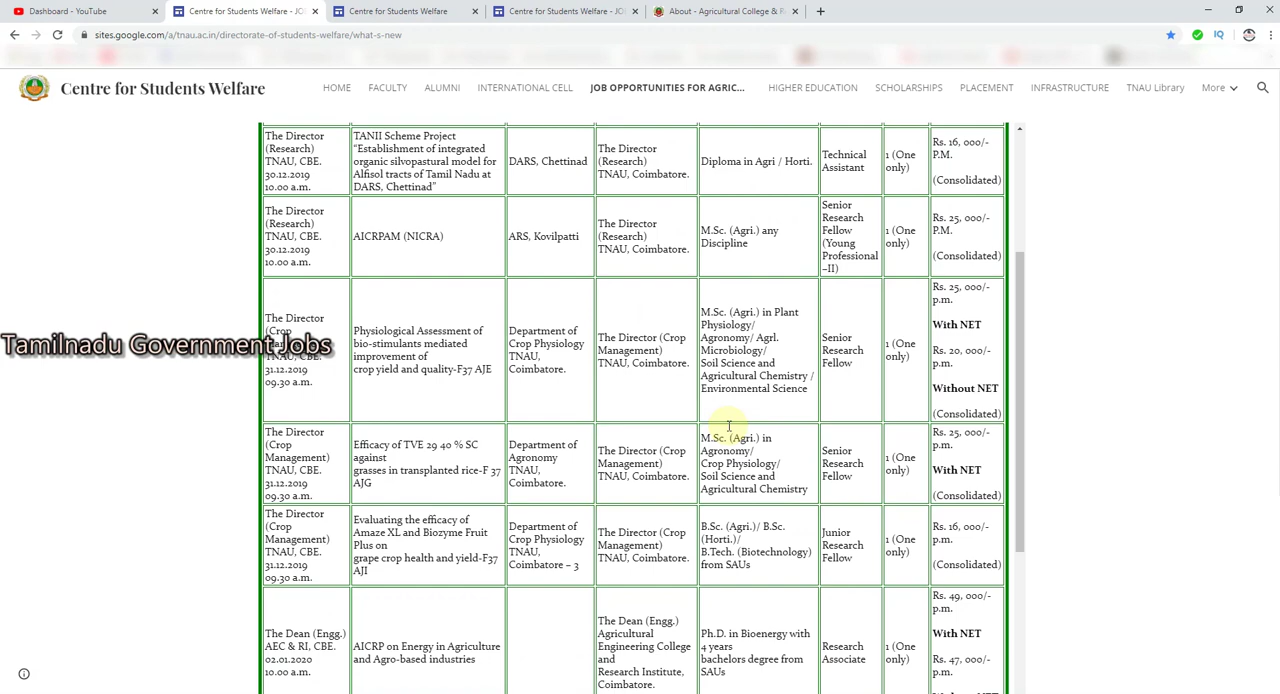 Dashboard - YouTube
Centre for Students Welfare - JO
Centre for Students Welfare
Centre for Students Welfare - JO
About - Agricultural College & R
sites.google.com/a/tnau.ac.in/directorate-of-students-welfare/what-s-new
IQ
Centre for Students Welfare
HOME FACULTY ALUMNI INTERNATIONAL CELL JOB OPPORTUNITIES FOR AGRIC... HIGHER EDUCATION SCHOLARSHIPS PLACEMENT INFRASTRUCTURE TNAU Library More
The Director
(Research)
TNAU, CBE.
30.12.2019
10.00 a.m.
TANII Scheme Project
“Establishment of integrated
organic silvopastural model for
Alfisol tracts of Tamil Nadu at
DARS, Chettinad”
DARS, Chettinad
The Director
(Research)
TNAU, Coimbatore.
Diploma in Agri / Horti.
Technical
Assistant
1 (One
only)
Rs. 16, 000/-
P.M.
(Consolidated)
The Director
(Research)
TNAU, CBE.
30.12.2019
10.00 a.m.
AICRPAM (NICRA)
ARS, Kovilpatti
The Director
(Research)
TNAU, Coimbatore.
M.Sc. (Agri.) any
Discipline
Senior
Research
Fellow
(Young
Professional
–II)
1 (One
only)
Rs. 25, 000/-
P.M.
(Consolidated)
The Director
(Crop
TNAU, CBE.
31.12.2019
09.30 a.m.
Tamilnadu Government Jobs
Physiological Assessment of
bio-stimulants mediated
improvement of
crop yield and quality-F37 AJE
Department of
Crop Physiology
TNAU,
Coimbatore.
The Director (Crop
Management)
TNAU, Coimbatore.
M.Sc. (Agri.) in Plant
Physiology/
Agronomy/ Agrl.
Microbiology/
Soil Science and
Agricultural Chemistry /
Environmental Science
Senior
Research
Fellow
1 (One
only)
Rs. 25, 000/-
p.m.
With NET
Rs. 20, 000/-
p.m.
Without NET
(Consolidated)
The Director
(Crop
Management)
TNAU, CBE.
31.12.2019
09.30 a.m.
Efficacy of TVE 29 40 % SC
against
grasses in transplanted rice-F 37
AJG
Department of
Agronomy
TNAU,
Coimbatore.
The Director (Crop
Management)
TNAU, Coimbatore.
M.Sc. (Agri.) in
Agronomy/
Crop Physiology/
Soil Science and
Agricultural Chemistry
Senior
Research
Fellow
1 (One
only)
Rs. 25, 000/-
p.m.
With NET
(Consolidated)
The Director
(Crop
Management)
TNAU, CBE.
31.12.2019
09.30 a.m.
Evaluating the efficacy of
Amaze XL and Biozyme Fruit
Plus on
grape crop health and yield-F37
AJI
Department of
Crop Physiology
TNAU,
Coimbatore – 3
The Director (Crop
Management)
TNAU, Coimbatore.
B.Sc. (Agri.)/ B.Sc.
(Horti.)/
B.Tech. (Biotechnology)
from SAUs
Junior
Research
Fellow
1 (One
only)
Rs. 16, 000/-
p.m.
(Consolidated)
The Dean (Engg.)
AEC & RI, CBE.
02.01.2020
10.00 a.m.
AICRP on Energy in Agriculture
and Agro-based industries
The Dean (Engg.)
Agricultural
Engineering College
and
Research Institute,
Coimbatore.
Ph.D. in Bioenergy with
4 years
bachelors degree from
SAUs
Research
Associate
1 (One
only)
Rs. 49, 000/-
p.m.
With NET
Rs. 47, 000/-
p.m.